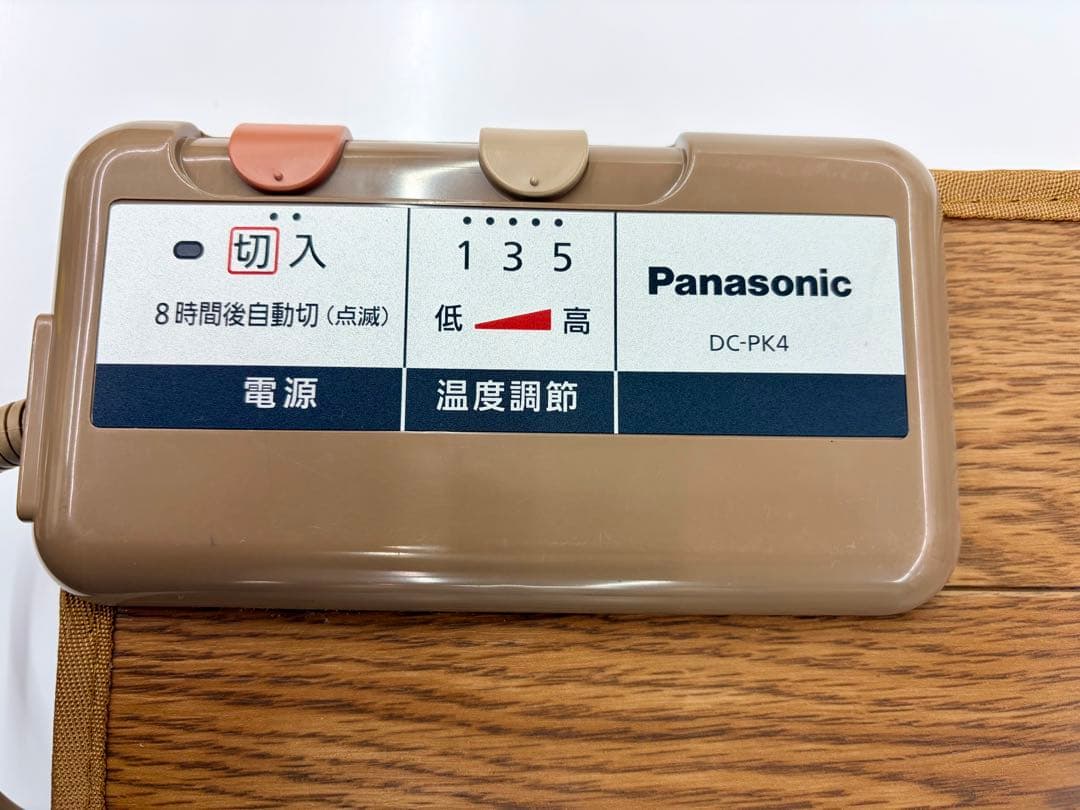 切 入
8時間後自動切（点滅）
電源
1 3 5
低 高
温度調節
Panasonic
DC-PK4